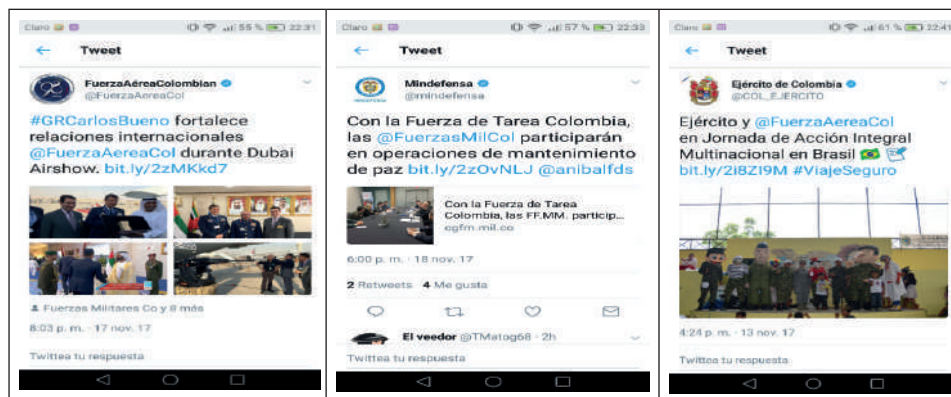 Claro 55 % 22:31
Tweet
FuerzaAéreaColombian
@FuerzaAereaCol
#GRCarlosBueno fortalece
relaciones internacionales
@FuerzaAereaCol durante Dubai
Airshow. bit.ly/2zMKkd7
Fuerzas Militares Co y 8 más
8:03 p. m. · 17 nov. 17
Twittea tu respuesta
Claro 57 % 22:33
Tweet
Mindefensa
@mindefensa
Con la Fuerza de Tarea Colombia,
las @FuerzasMilCol participarán
en operaciones de mantenimiento
de paz bit.ly/2zOvNLJ @anibalfds
Con la Fuerza de Tarea
Colombia, las FF.MM. particip...
cgfm.mil.co
6:00 p. m. · 18 nov. 17
2 Retweets 4 Me gusta
El veedor @TMatog68 · 2h
Twittea tu respuesta
Claro 61 % 22:41
Tweet
Ejército de Colombia
@COL_EJERCITO
Ejército y @FuerzaAereaCol
en Jornada de Acción Integral
Multinacional en Brasil
bit.ly/2i8ZI9M #ViajeSeguro
4:24 p. m. · 13 nov. 17
Twittea tu respuesta